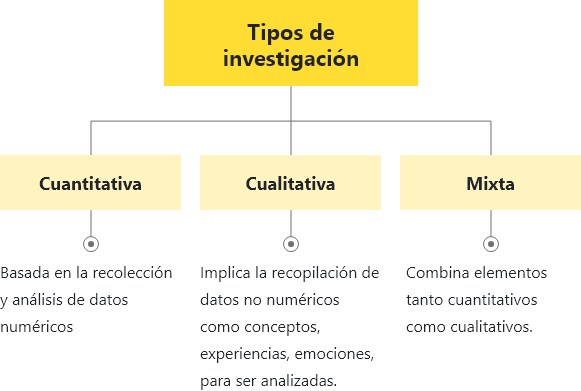 Tipos de
investigación
Cuantitativa
Basada en la recolección
y análisis de datos
numéricos
Cualitativa
Implica la recopilación de
datos no numéricos
como conceptos,
experiencias, emociones,
para ser analizadas.
Mixta
Combina elementos
tanto cuantitativos
como cualitativos.